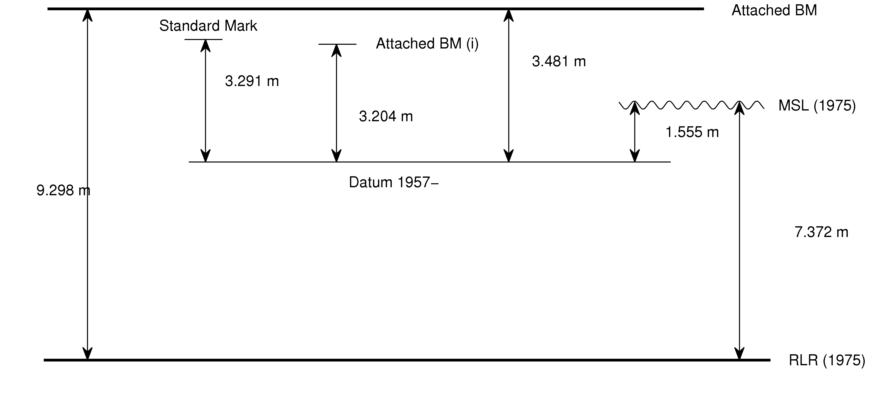 Attached BM
Standard Mark
Attached BM (i)
3.481 m
3.291 m
MSL (1975)
3.204 m
1.555 m
Datum 1957–
9.298 m
7.372 m
RLR (1975)